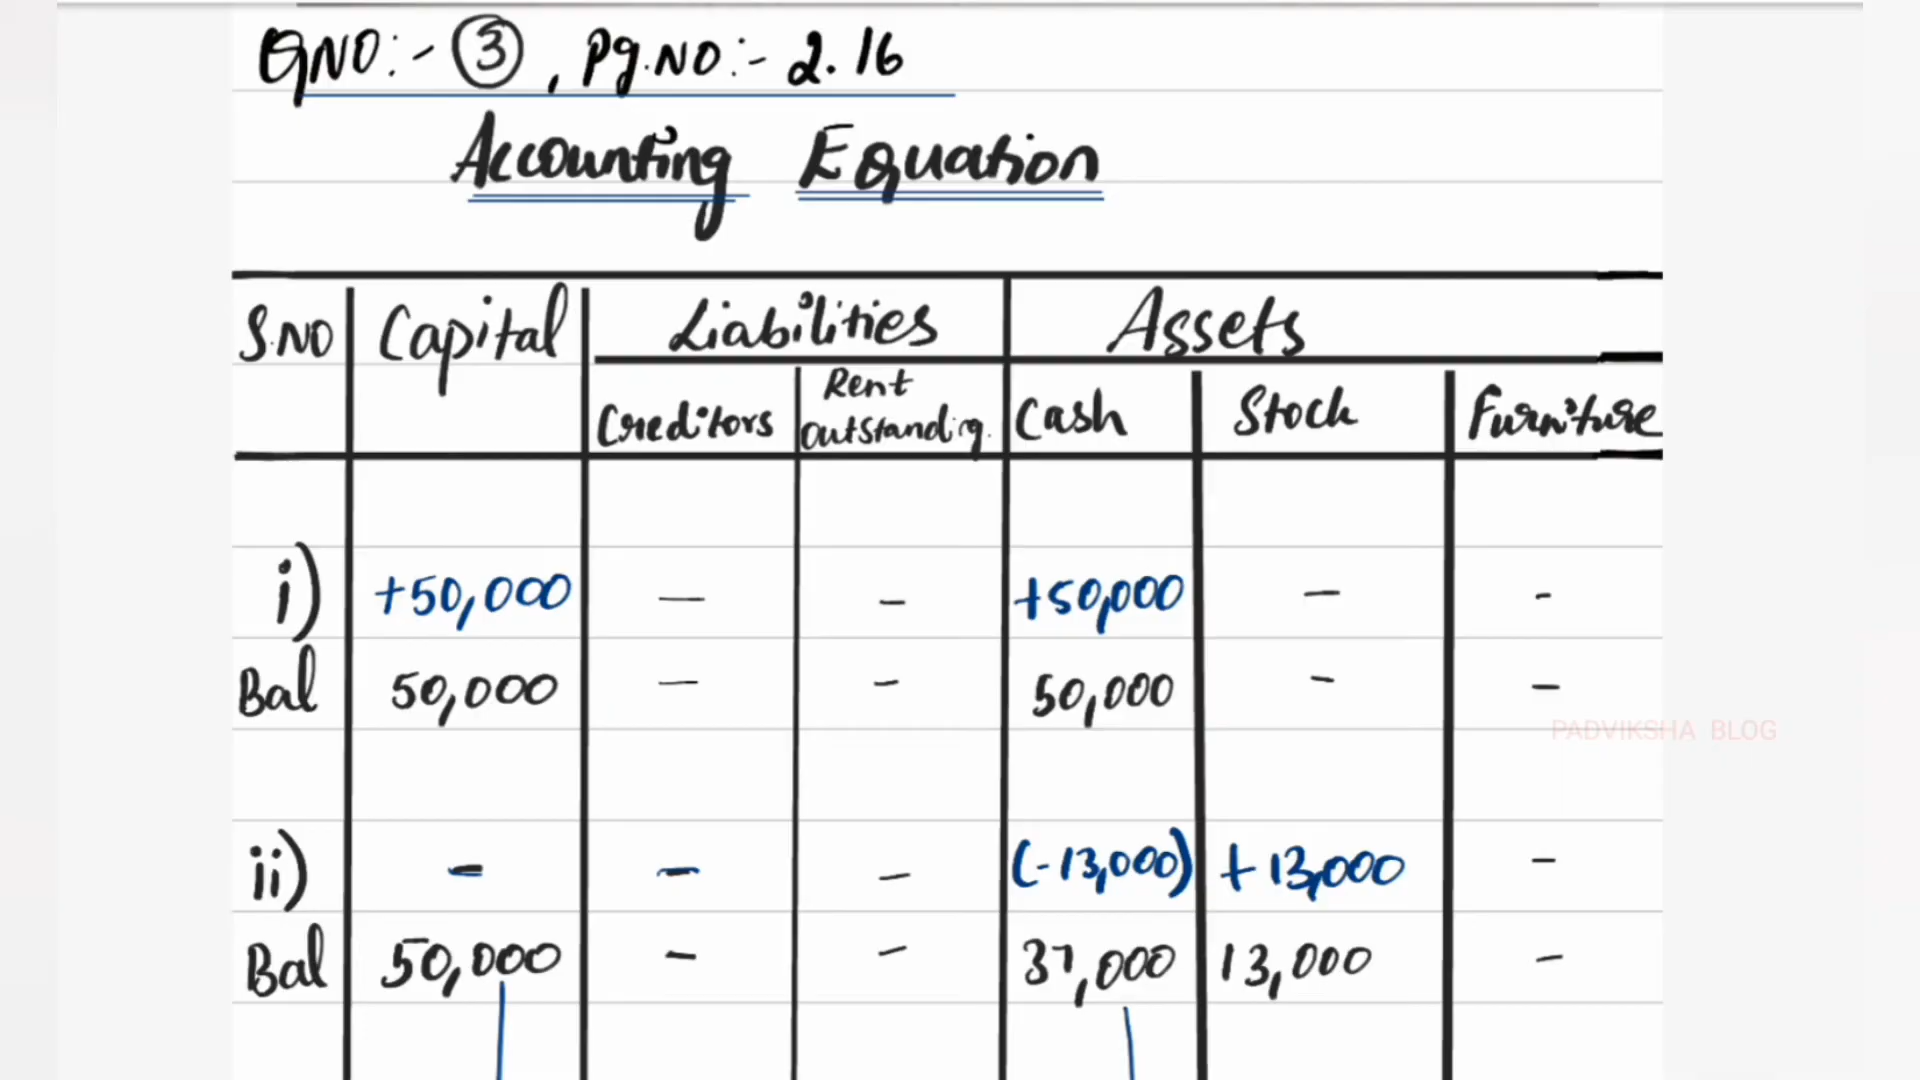 QNO:- 3, Pg.NO:- 2.16
Accounting Equation
S.NO Capital Liabilities Assets
Creditors Rent outstanding. Cash Stock Furniture
i) +50,000 — - +50,000 - -
Bal 50,000 — - 50,000 - -
PADVIKSHA BLOG
ii) - - - (-13,000) +13,000 -
Bal 50,000 - - 37,000 13,000 -